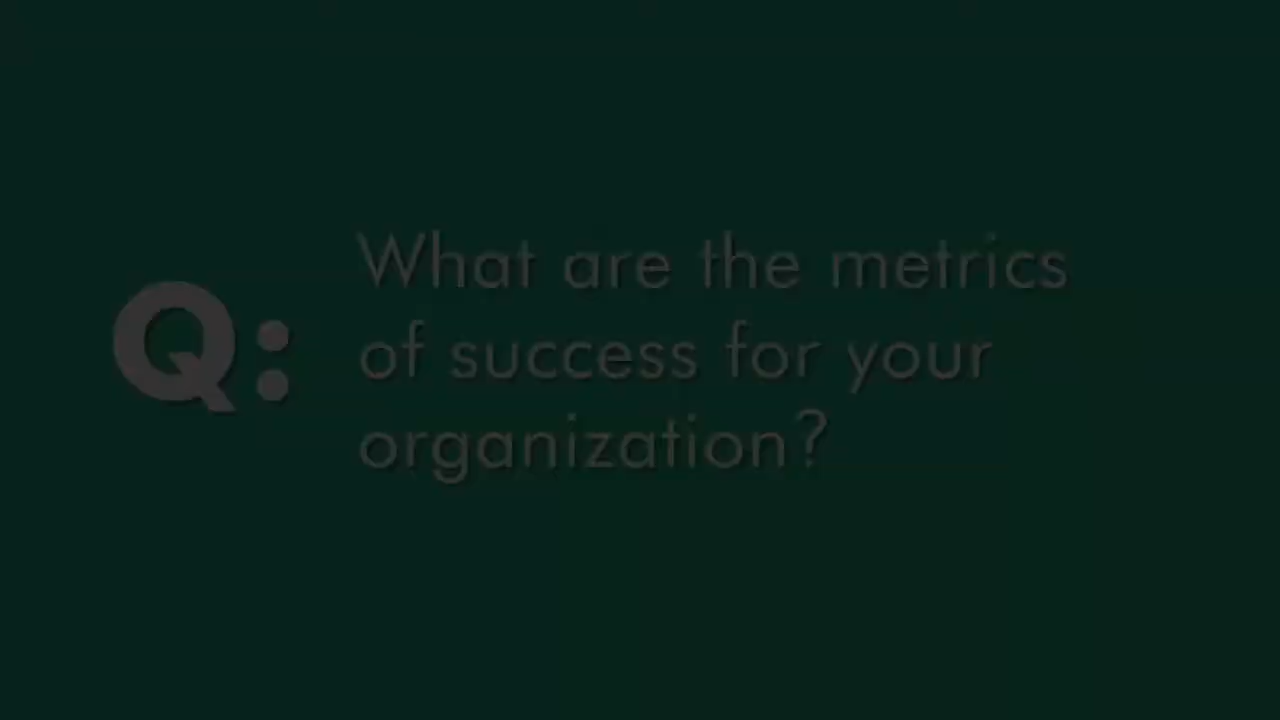 Q:
What are the metrics
of success for your
organization?